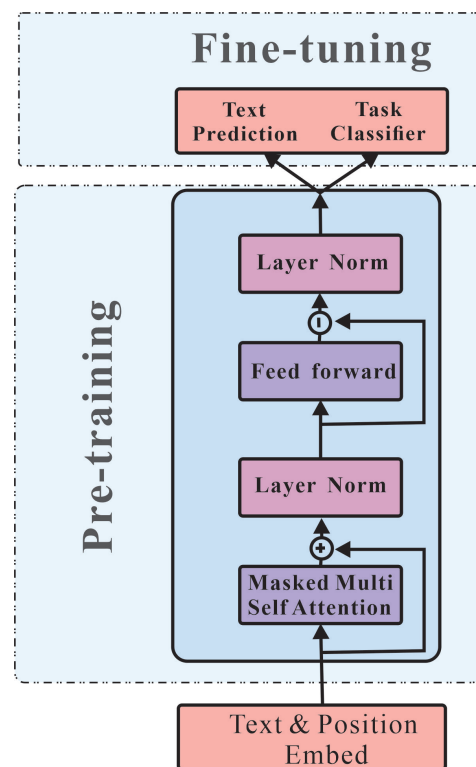 Fine-tuning
Text Prediction
Task Classifier
Pre-training
Layer Norm
-
Feed forward
Layer Norm
+
Masked Multi
Self Attention
Text & Position
Embed